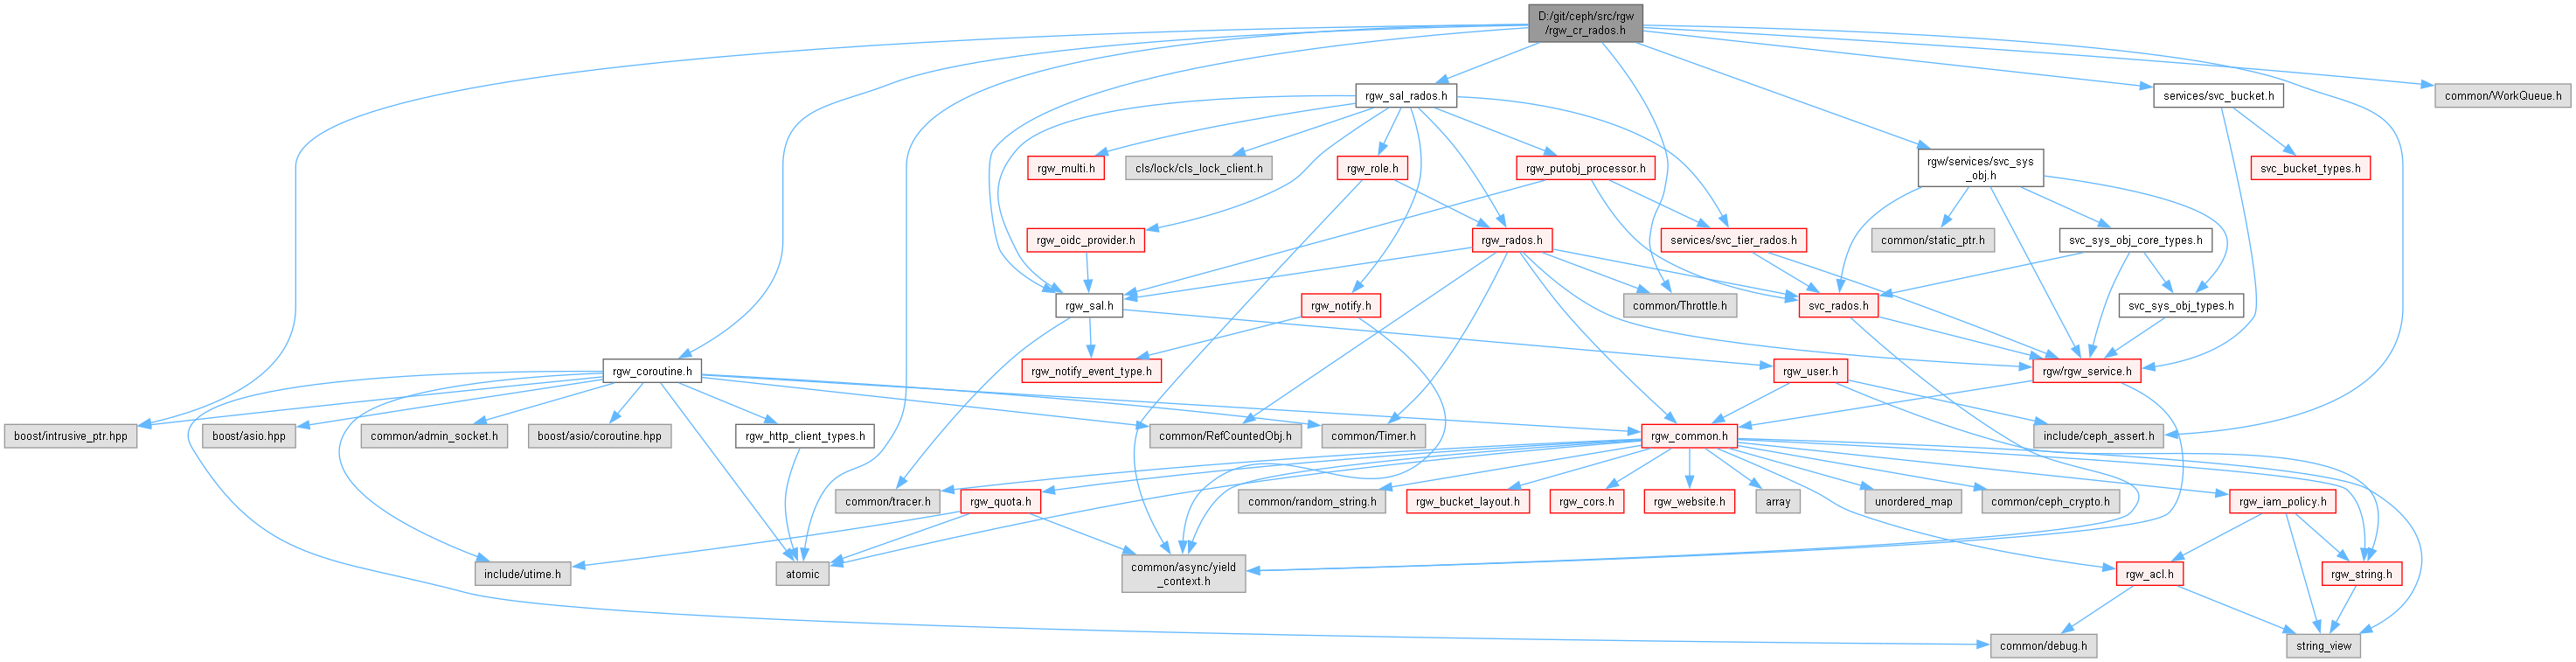 D:/git/ceph/src/rgw
/rgw_cr_rados.h
rgw_sal_rados.h
services/svc_bucket.h
common/WorkQueue.h
rgw_multi.h
cls/lock/cls_lock_client.h
rgw_role.h
rgw_putobj_processor.h
rgw/services/svc_sys
_obj.h
svc_bucket_types.h
rgw_oidc_provider.h
rgw_rados.h
services/svc_tier_rados.h
common/static_ptr.h
svc_sys_obj_core_types.h
rgw_sal.h
rgw_notify.h
common/Throttle.h
svc_rados.h
svc_sys_obj_types.h
rgw_coroutine.h
rgw_notify_event_type.h
rgw_user.h
rgw/rgw_service.h
boost/intrusive_ptr.hpp
boost/asio.hpp
common/admin_socket.h
boost/asio/coroutine.hpp
rgw_http_client_types.h
common/RefCountedObj.h
common/Timer.h
rgw_common.h
include/ceph_assert.h
common/tracer.h
rgw_quota.h
common/random_string.h
rgw_bucket_layout.h
rgw_cors.h
rgw_website.h
array
unordered_map
common/ceph_crypto.h
rgw_iam_policy.h
include/utime.h
atomic
common/async/yield
_context.h
rgw_acl.h
rgw_string.h
common/debug.h
string_view